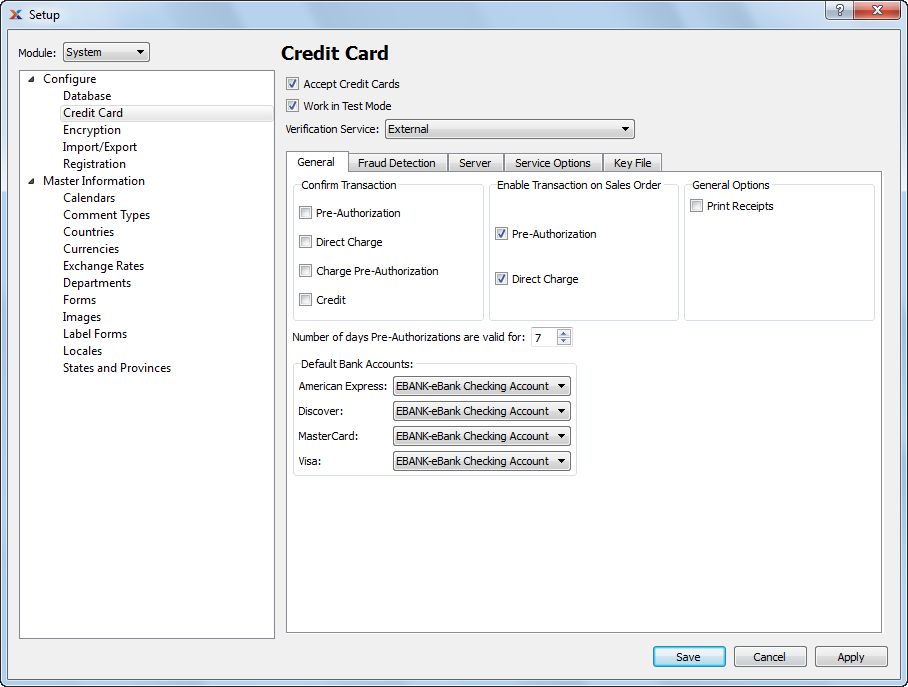 Setup
Module: System
Configure
Database
Credit Card
Encryption
Import/Export
Registration
Master Information
Calendars
Comment Types
Countries
Currencies
Exchange Rates
Departments
Forms
Images
Label Forms
Locales
States and Provinces
Credit Card
Accept Credit Cards
Work in Test Mode
Verification Service: External
General Fraud Detection Server Service Options Key File
Confirm Transaction
Pre-Authorization
Direct Charge
Charge Pre-Authorization
Credit
Enable Transaction on Sales Order
Pre-Authorization
Direct Charge
General Options
Print Receipts
Number of days Pre-Authorizations are valid for: 7
Default Bank Accounts:
American Express: EBANK-eBank Checking Account
Discover: EBANK-eBank Checking Account
MasterCard: EBANK-eBank Checking Account
Visa: EBANK-eBank Checking Account
Save Cancel Apply